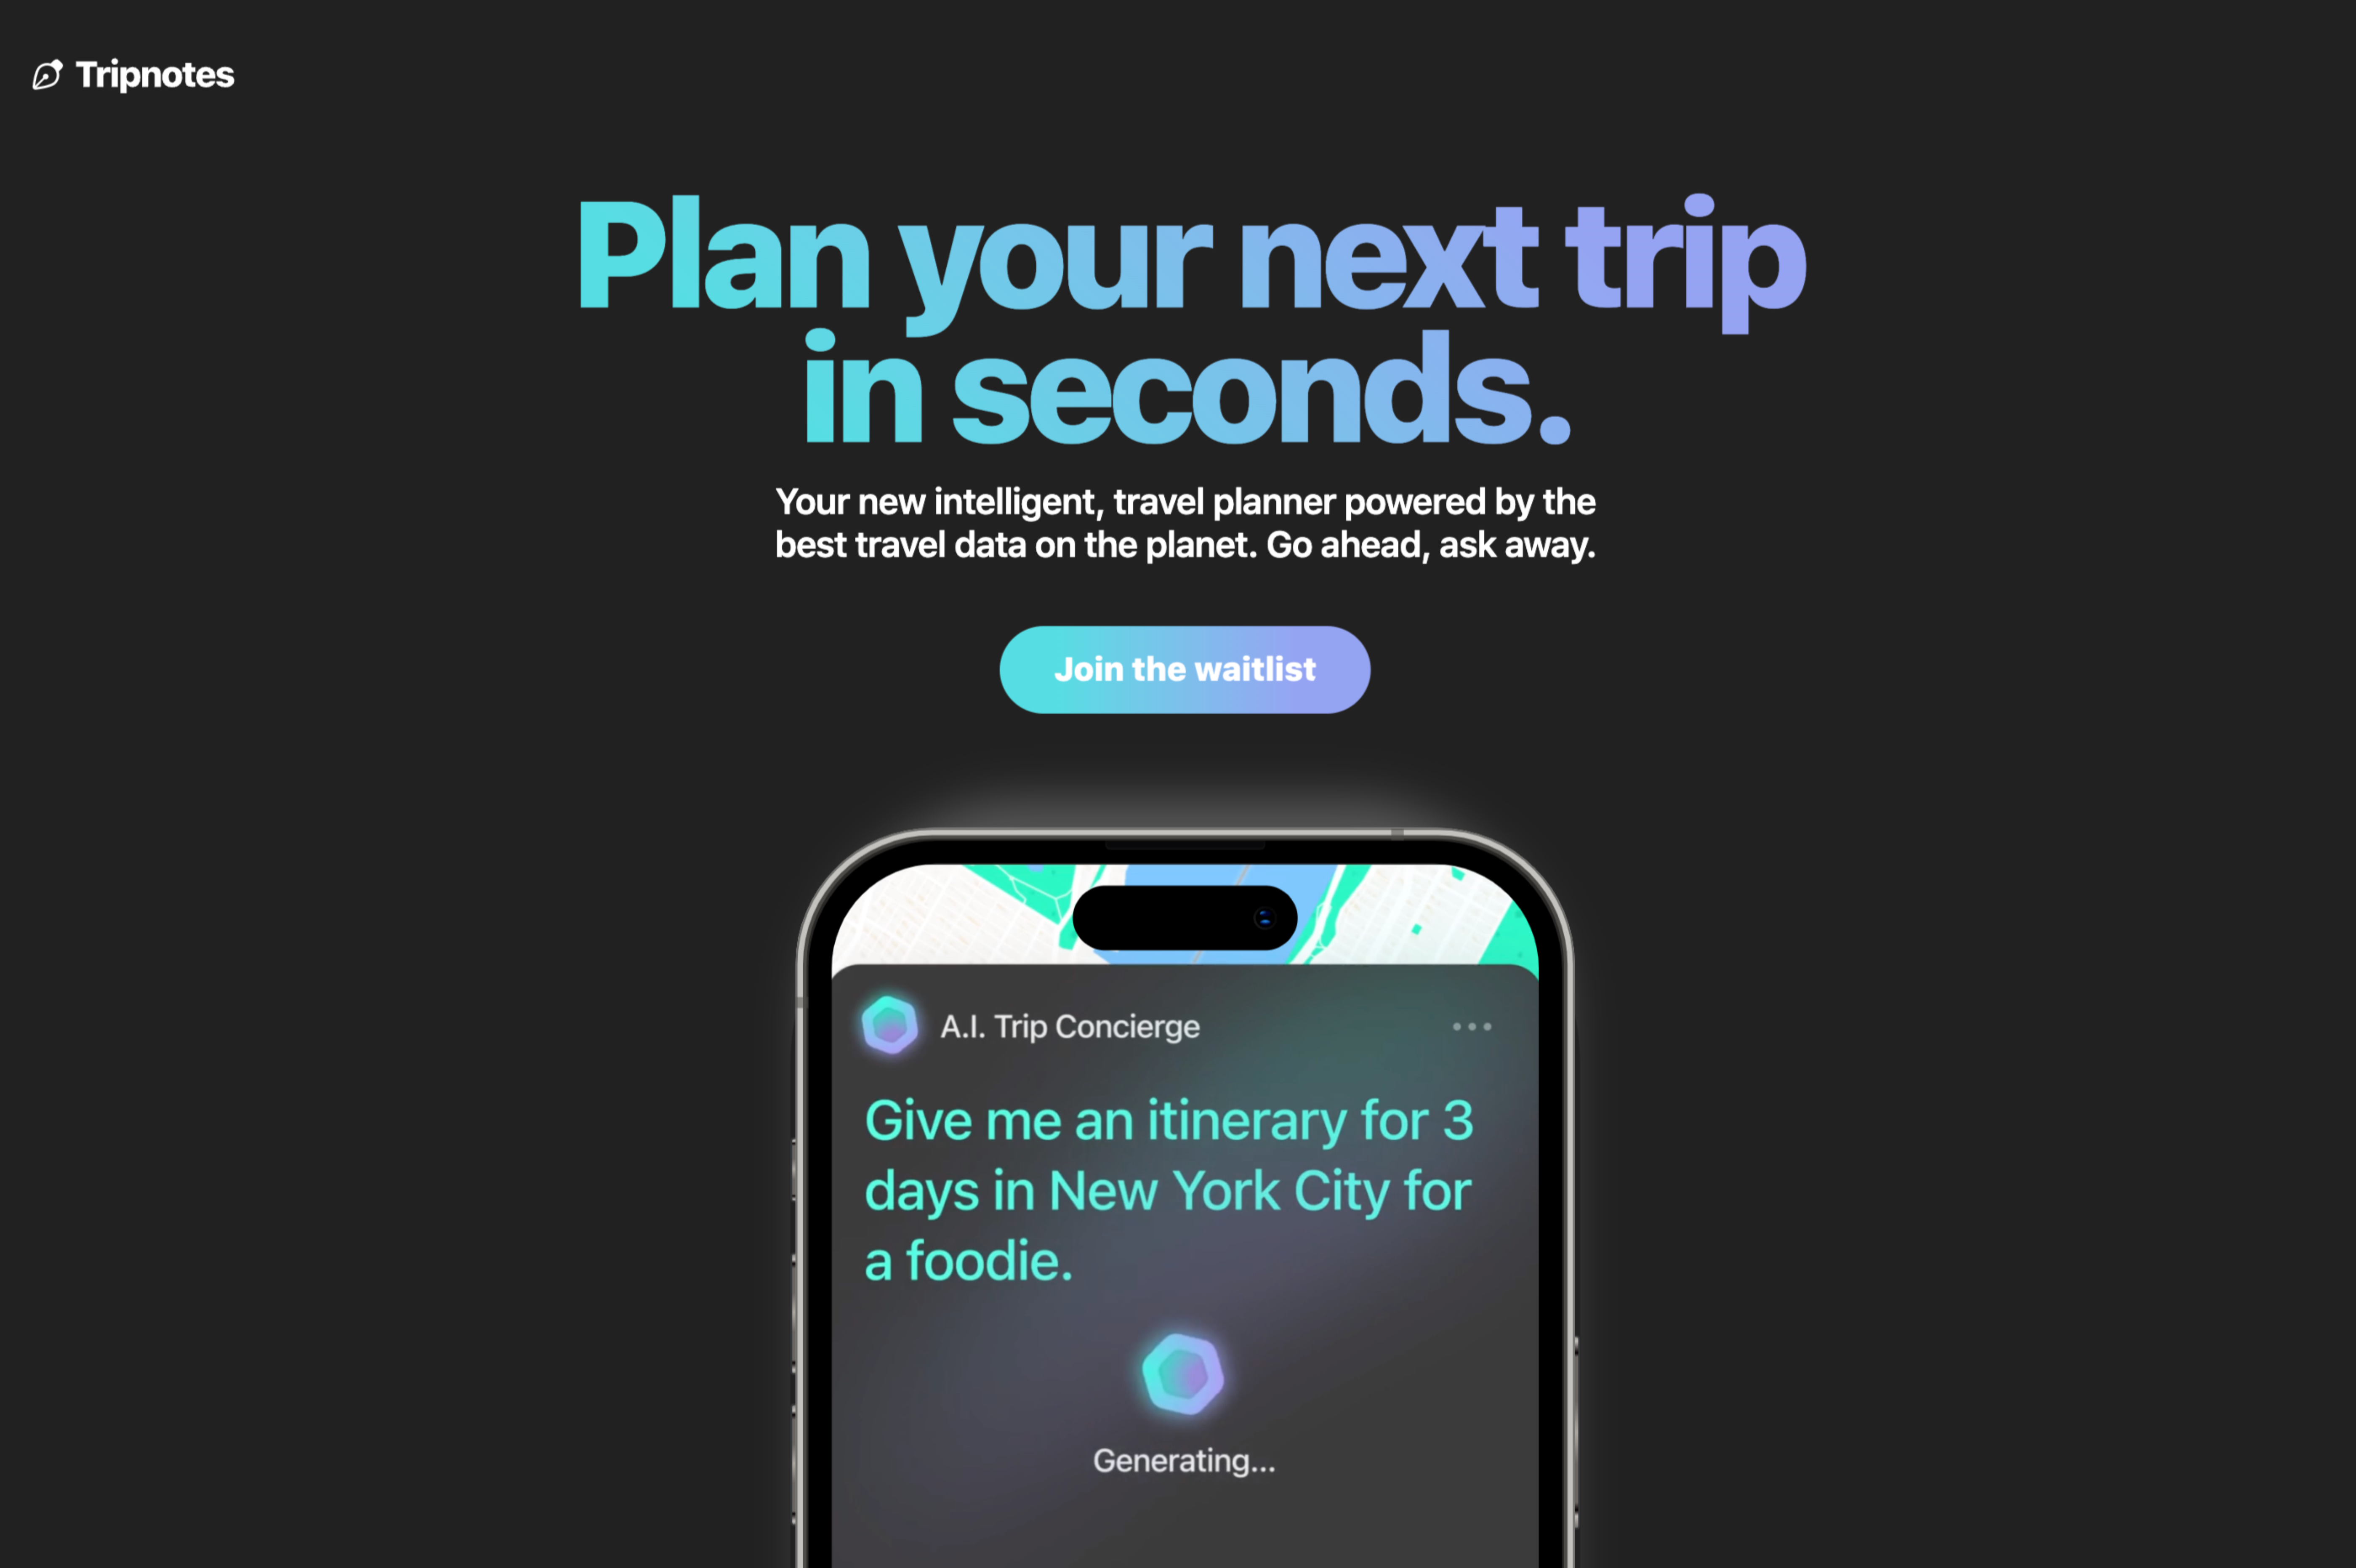 Tripnotes
Plan your next trip
in seconds.
Your new intelligent, travel planner powered by the
best travel data on the planet. Go ahead, ask away.
Join the waitlist
A.I. Trip Concierge
Give me an itinerary for 3
days in New York City for
a foodie.
Generating...